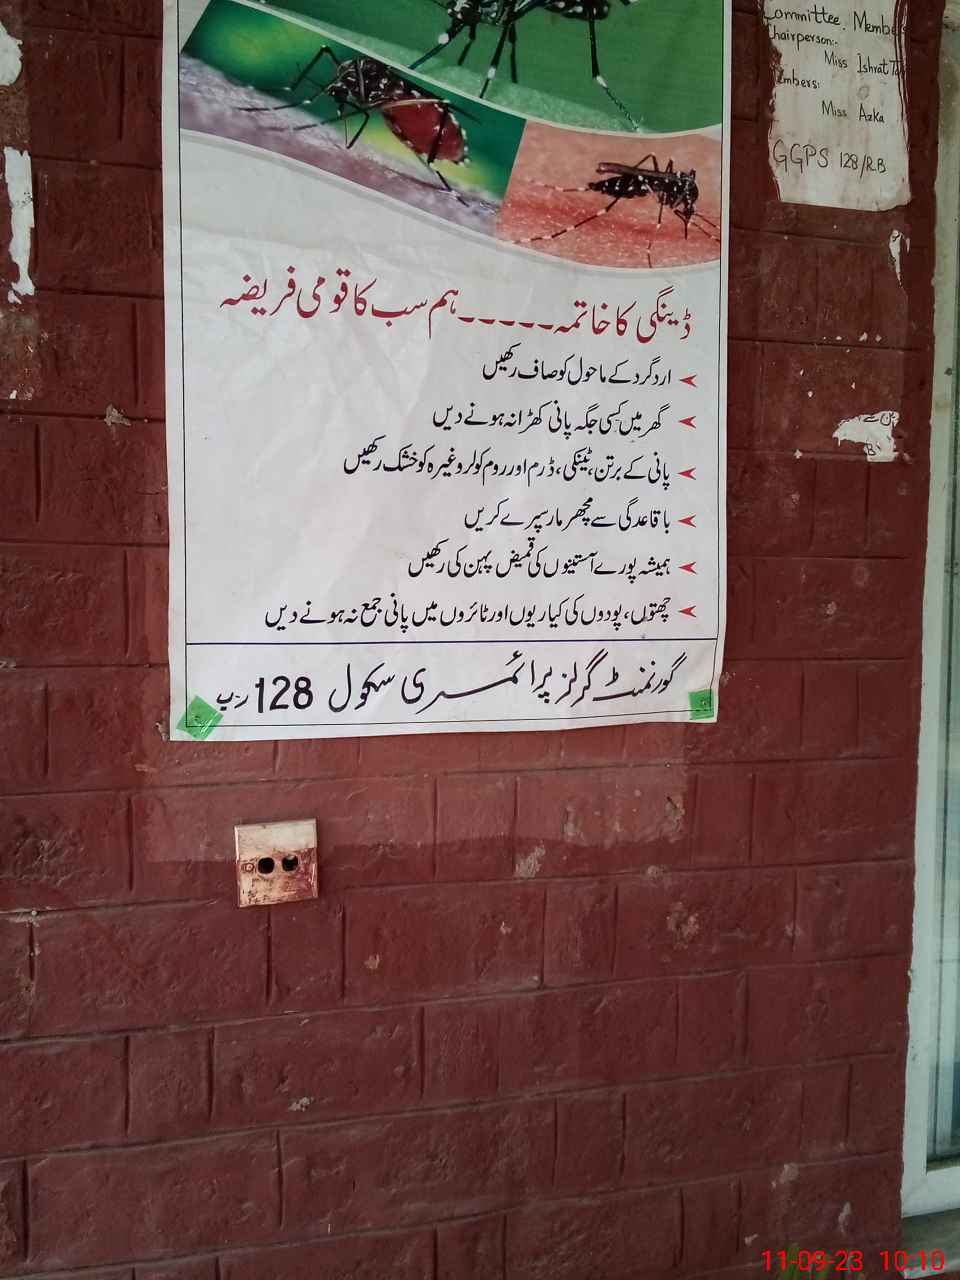 Committee Membe
Chairperson:-
Miss Ishrat
mbers:
Miss Azka
GGPS 128/R.B
ڈینگی کا خاتمہ ۔۔۔۔۔ ہم سب کا قومی فریضہ
اردگرد کے ماحول کو صاف رکھیں
گھر میں کسی جگہ پانی کھڑا نہ ہونے دیں
پانی کے برتن، ٹینکی، ڈرم اور روم کولر وغیرہ کو خشک رکھیں
باقاعدگی سے مچھر مار سپرے کریں
ہمیشہ پورے آستینوں کی قمیض پہن کی رکھیں
چھتوں، پودوں کی کیاریوں اور ٹائروں میں پانی جمع نہ ہونے دیں
گورنمنٹ گرلز پرائمری سکول 128 ر-ب
11-09-23 10:10